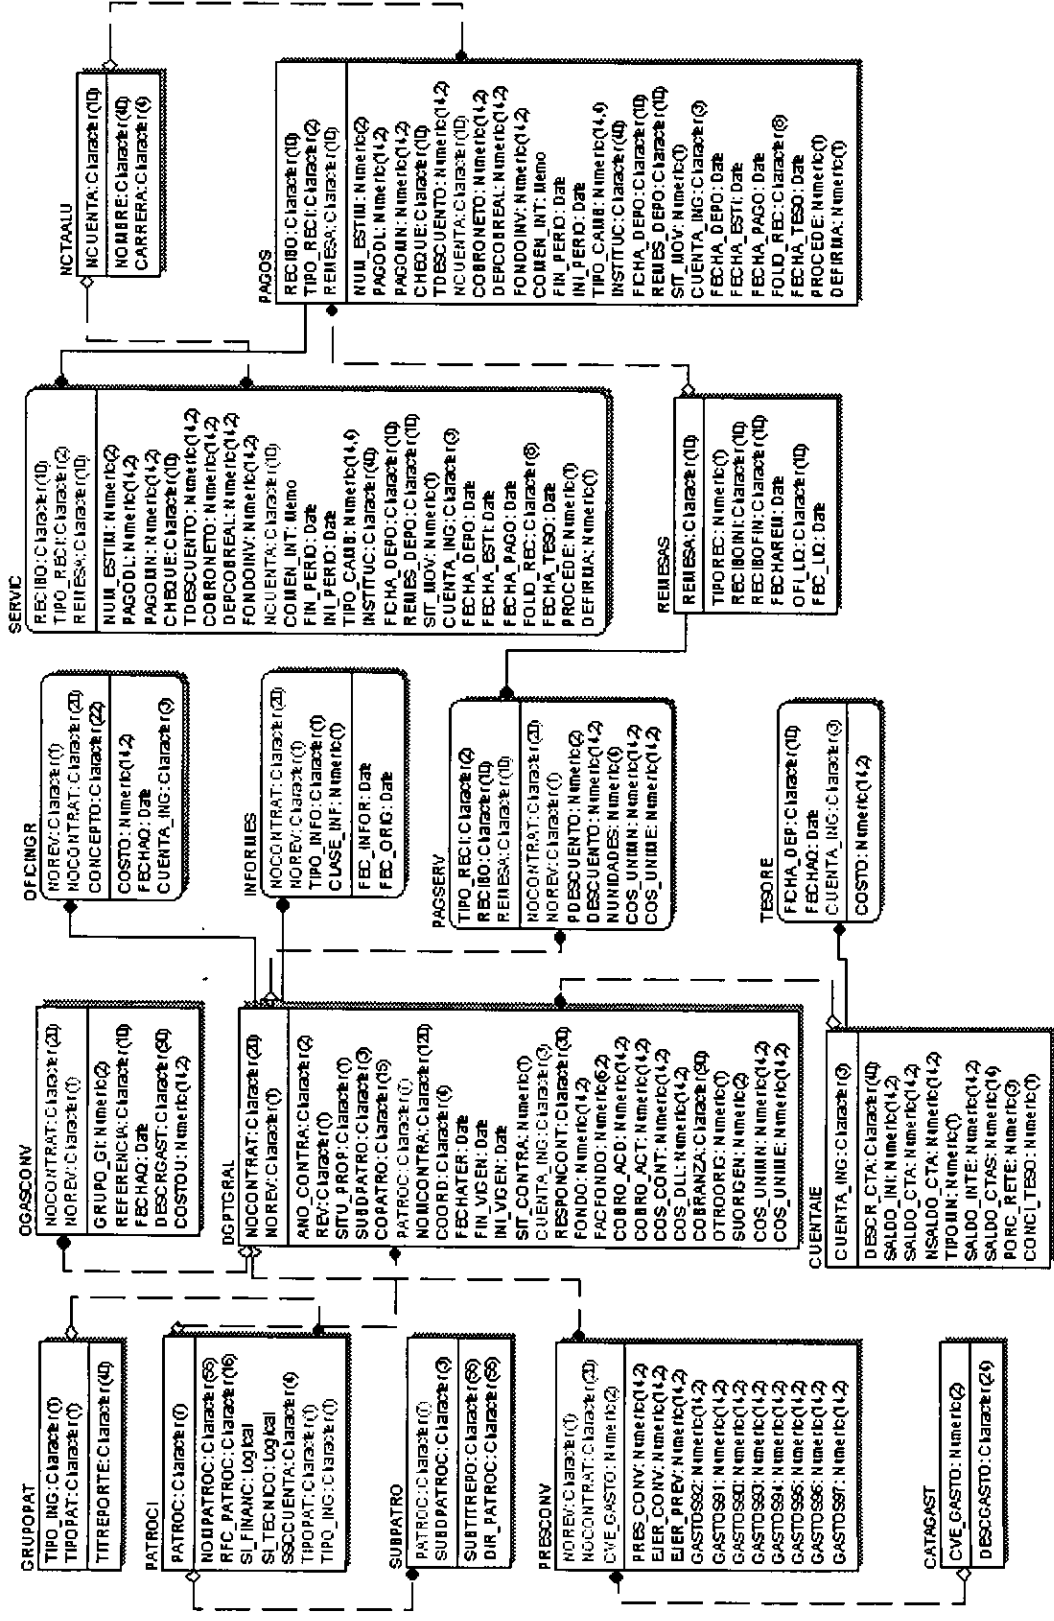 GRUPOPAT
TIPO_ING:Character(1)
TIPOPAT:Character(1)
TITREPORTE:Character(40)
PATROCI
PATROC:Character(1)
NOMPATROC:Character(55)
RFC_PATROC:Character(16)
SI_FINANC:Logical
SI_TECNICO:Logical
SSCCUENTA:Character(4)
TIPOPAT:Character(1)
TIPO_ING:Character(1)
SUBPATRO
PATROC:Character(1)
SUBDPATROC:Character(3)
SUBTITREPO:Character(55)
DIR_PATROC:Character(55)
PRESCONV
NOREV:Character(1)
NOCONTRAT:Character(20)
CVE_GASTO:Numeric(2)
PRES_CONV:Numeric(14,2)
EJER_CONV:Numeric(14,2)
EJER_PREV:Numeric(14,2)
GASTOS992:Numeric(14,2)
GASTOS991:Numeric(14,2)
GASTOS990:Numeric(14,2)
GASTOS993:Numeric(14,2)
GASTOS994:Numeric(14,2)
GASTOS995:Numeric(14,2)
GASTOS996:Numeric(14,2)
GASTOS997:Numeric(14,2)
CATAGAST
CVE_GASTO:Numeric(2)
DESCGASTO:Character(24)
OGASCONV
NOCONTRAT:Character(20)
NOREV:Character(1)
GRUPO_GI:Numeric(2)
REFERENCIA:Character(18)
FECHAO:Date
DESCRGAST:Character(90)
COSTOU:Numeric(14,2)
DGPTGRAL
NOCONTRAT:Character(20)
NOREV:Character(1)
ANO_CONTRA:Character(2)
REV:Character(1)
SITU_PROP:Character(1)
SUBDPATRO:Character(3)
COPATRO:Character(15)
PATROC:Character(1)
NOMCONTRA:Character(120)
COORD:Character(4)
FECHATER:Date
FIN_VIGEN:Date
INI_VIGEN:Date
SIT_CONTRA:Numeric(1)
CUENTA_ING:Character(3)
RESPONCONT:Character(30)
FONDO:Numeric(14,2)
FACFONDO:Numeric(6,2)
COBRO_ACD:Numeric(14,2)
COBRO_ACT:Numeric(14,2)
COS_CONT:Numeric(14,2)
COS_DLL:Numeric(14,2)
COBRANZA:Character(90)
OTROORIG:Numeric(1)
SUORIGEN:Numeric(2)
COS_UNIMN:Numeric(14,2)
COS_UNIME:Numeric(14,2)
CUENTAIE
CUENTA_ING:Character(3)
DESCR_CTA:Character(40)
SALDO_INI:Numeric(14,2)
SALDO_CTA:Numeric(14,2)
NSALDO_CTA:Numeric(14,2)
TIPOMN:Numeric(1)
SALDO_INTE:Numeric(14,2)
SALDO_CTAS:Numeric(14)
PORC_RETE:Numeric(3)
CONCI_TESO:Numeric(1)
OFICINGR
NOREV:Character(1)
NOCONTRAT:Character(20)
CONCEPTO:Character(22)
COSTO:Numeric(14,2)
FECHAO:Date
CUENTA_ING:Character(3)
INFORMES
NOCONTRAT:Character(20)
NOREV:Character(1)
TIPO_INFO:Character(1)
CLASE_INF:Numeric(1)
FEC_INFOR:Date
FEC_ORIG:Date
PAGSERV
TIPO_RECI:Character(2)
RECIBO:Character(10)
REMESA:Character(10)
NOCONTRAT:Character(20)
NOREV:Character(1)
PDESCUENTO:Numeric(2)
DESCUENTO:Numeric(14,2)
NUNIDADES:Numeric(4)
COS_UNIMN:Numeric(14,2)
COS_UNIME:Numeric(14,2)
TESORE
FICHA_DEP:Character(10)
FECHAO:Date
CUENTA_ING:Character(3)
COSTO:Numeric(14,2)
SERVIC
RECIBO:Character(10)
TIPO_RECI:Character(2)
REMESA:Character(10)
NUM_ESTIM:Numeric(2)
PAGODL:Numeric(14,2)
PAGOMN:Numeric(14,2)
CHEQUE:Character(10)
TDESCUENTO:Numeric(14,2)
COBRONETO:Numeric(14,2)
DEPCOBREAL:Numeric(14,2)
FONDOINV:Numeric(14,2)
NCUENTA:Character(10)
COMEN_INT:Memo
FIN_PERIO:Date
INI_PERIO:Date
TIPO_CAMB:Numeric(14,4)
INSTITUC:Character(40)
FICHA_DEPO:Character(10)
REMES_DEPO:Character(10)
SIT_MOV:Numeric(1)
CUENTA_ING:Character(3)
FECHA_DEPO:Date
FECHA_ESTI:Date
FECHA_PAGO:Date
FOLIO_REC:Character(8)
FECHA_TESO:Date
PROCEDE:Numeric(1)
DEFIRMA:Numeric(1)
REMESAS
REMESA:Character(10)
TIPOREC:Numeric(1)
RECIBOINI:Character(10)
RECIBOFIN:Character(10)
FECHAREM:Date
OFI_LIQ:Character(10)
FEC_LIQ:Date
NCTAALU
NCUENTA:Character(10)
NOMBRE:Character(40)
CARRERA:Character(4)
PAGOS
RECIBO:Character(10)
TIPO_RECI:Character(2)
REMESA:Character(10)
NUM_ESTIM:Numeric(2)
PAGODL:Numeric(14,2)
PAGOMN:Numeric(14,2)
CHEQUE:Character(10)
TDESCUENTO:Numeric(14,2)
NCUENTA:Character(10)
COBRONETO:Numeric(14,2)
DEPCOBREAL:Numeric(14,2)
FONDOINV:Numeric(14,2)
COMEN_INT:Memo
FIN_PERIO:Date
INI_PERIO:Date
TIPO_CAMB:Numeric(14,4)
INSTITUC:Character(40)
FICHA_DEPO:Character(10)
REMES_DEPO:Character(10)
SIT_MOV:Numeric(1)
CUENTA_ING:Character(3)
FECHA_DEPO:Date
FECHA_ESTI:Date
FECHA_PAGO:Date
FOLIO_REC:Character(8)
FECHA_TESO:Date
PROCEDE:Numeric(1)
DEFIRMA:Numeric(1)